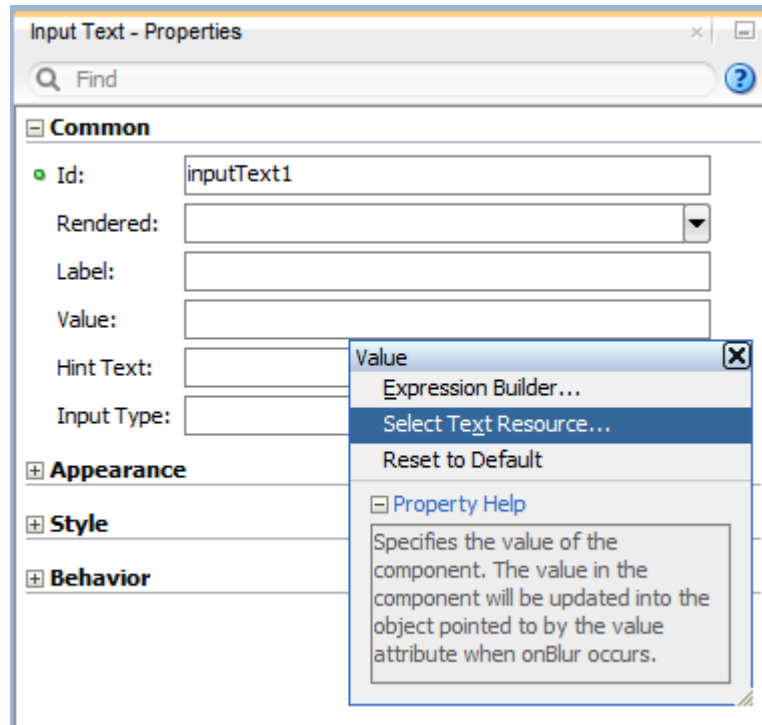 Input Text - Properties
Find
Common
Id: inputText1
Rendered:
Label:
Value:
Hint Text:
Input Type:
Value
Expression Builder...
Select Text Resource...
Reset to Default
Property Help
Specifies the value of the
component. The value in the
component will be updated into the
object pointed to by the value
attribute when onBlur occurs.
Appearance
Style
Behavior